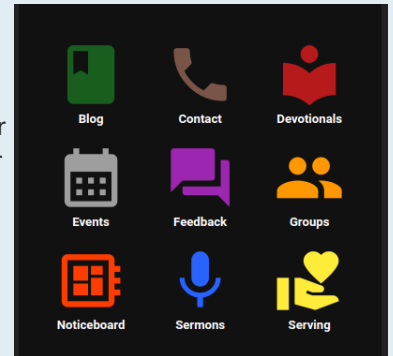 r
Blog Contact Devotionals
Events Feedback Groups
Noticeboard Sermons Serving